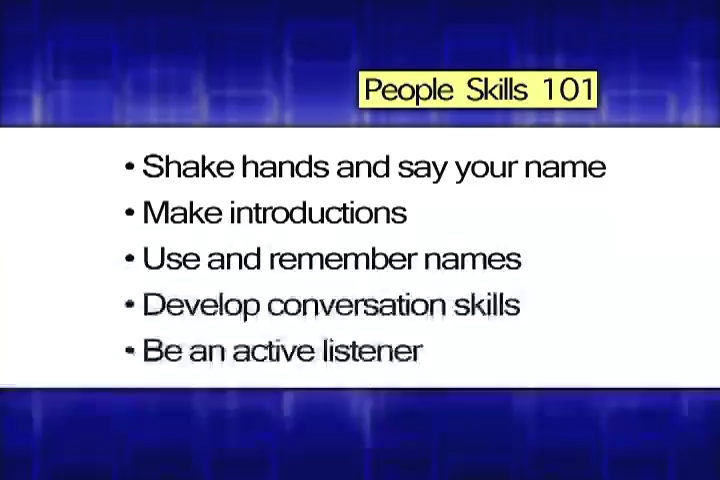 People Skills 101
• Shake hands and say your name
• Make introductions
• Use and remember names
• Develop conversation skills
• Be an active listener